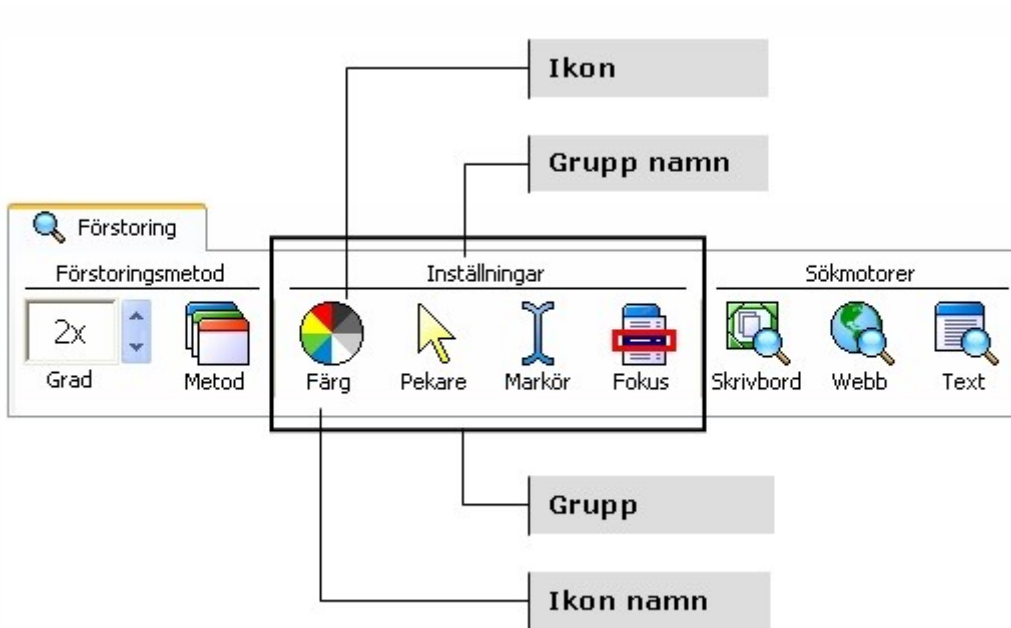 Ikon
Grupp namn
Förstoring
Förstoringsmetod Inställningar Sökmotorer
2x
Grad Metod Färg Pekare Markör Fokus Skrivbord Webb Text
Grupp
Ikon namn